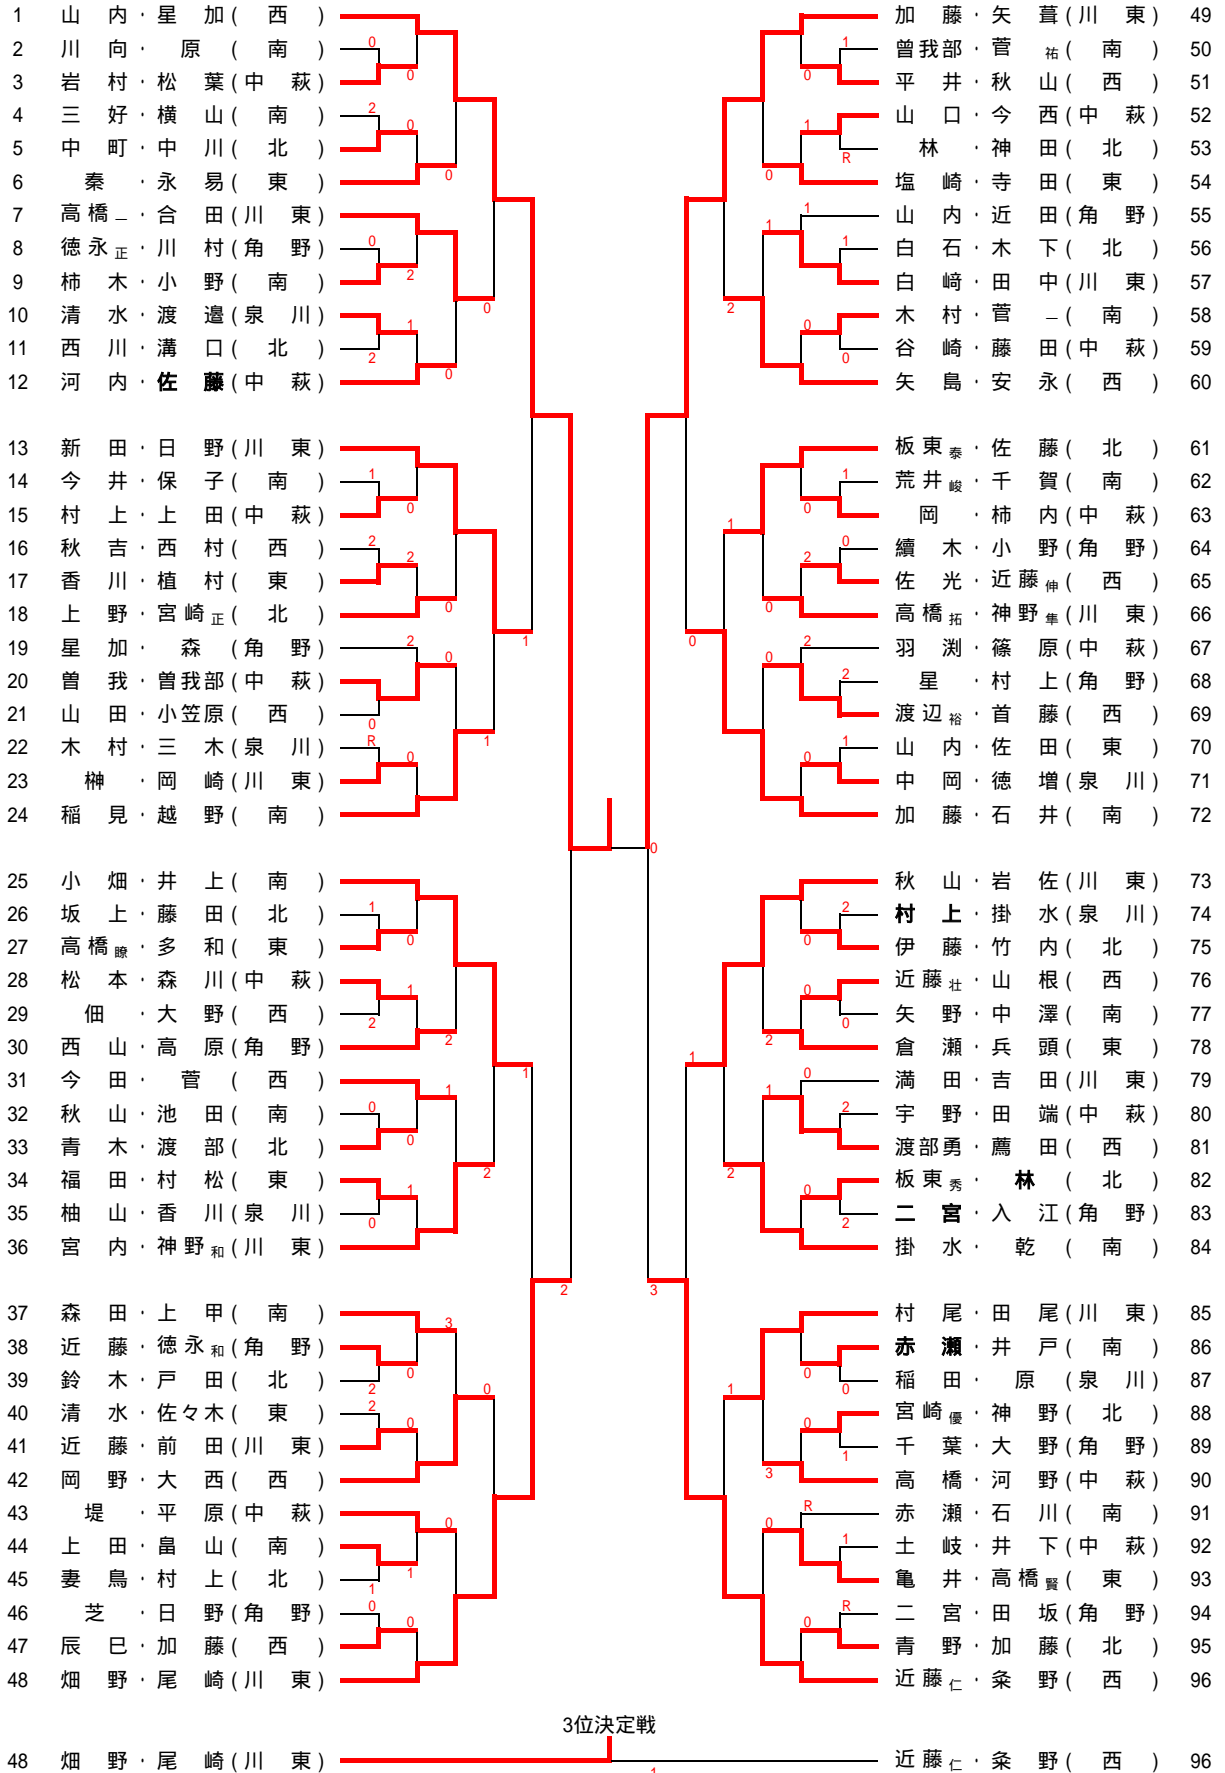 1 山 内・星 加(西) 加 藤・矢 葺(川 東) 49
2 川 向・原(南) 曽我部・菅 祐(南) 50
3 岩 村・松 葉(中 萩) 平 井・秋 山(西) 51
4 三 好・横 山(南) 山 口・今 西(中 萩) 52
5 中 町・中 川(北) 林・神 田(北) 53
6 秦・永 易(東) 塩 崎・寺 田(東) 54
7 高橋 一・合 田(川 東) 山 内・近 田(角 野) 55
8 徳永 正・川 村(角 野) 白 石・木 下(北) 56
9 柿 木・小 野(南) 白 﨑・田 中(川 東) 57
10 清 水・渡 邉(泉 川) 木 村・菅 一(南) 58
11 西 川・溝 口(北) 谷 崎・藤 田(中 萩) 59
12 河 内・佐 藤(中 萩) 矢 島・安 永(西) 60
13 新 田・日 野(川 東) 板東 泰・佐 藤(北) 61
14 今 井・保 子(南) 荒井 峻・千 賀(南) 62
15 村 上・上 田(中 萩) 岡・柿 内(中 萩) 63
16 秋 吉・西 村(西) 續 木・小 野(角 野) 64
17 香 川・植 村(東) 佐 光・近藤 伸(西) 65
18 上 野・宮崎 正(北) 高橋 拓・神野 隼(川 東) 66
19 星 加・森(角 野) 羽 渕・篠 原(中 萩) 67
20 曽 我・曽我部(中 萩) 星・村 上(角 野) 68
21 山 田・小笠原(西) 渡辺 裕・首 藤(西) 69
22 木 村・三 木(泉 川) 山 内・佐 田(東) 70
23 榊・岡 崎(川 東) 中 岡・徳 増(泉 川) 71
24 稲 見・越 野(南) 加 藤・石 井(南) 72
25 小 畑・井 上(南) 秋 山・岩 佐(川 東) 73
26 坂 上・藤 田(北) 村 上・掛 水(泉 川) 74
27 高橋 瞭・多 和(東) 伊 藤・竹 内(北) 75
28 松 本・森 川(中 萩) 近藤 壮・山 根(西) 76
29 佃・大 野(西) 矢 野・中 澤(南) 77
30 西 山・高 原(角 野) 倉 瀬・兵 頭(東) 78
31 今 田・菅(西) 満 田・吉 田(川 東) 79
32 秋 山・池 田(南) 宇 野・田 端(中 萩) 80
33 青 木・渡 部(北) 渡部勇・薦 田(西) 81
34 福 田・村 松(東) 板東 秀・林(北) 82
35 柚 山・香 川(泉 川) 二 宮・入 江(角 野) 83
36 宮 内・神野 和(川 東) 掛 水・乾(南) 84
37 森 田・上 甲(南) 村 尾・田 尾(川 東) 85
38 近 藤・徳永 和(角 野) 赤 瀬・井 戸(南) 86
39 鈴 木・戸 田(北) 稲 田・原(泉 川) 87
40 清 水・佐々木(東) 宮崎 優・神 野(北) 88
41 近 藤・前 田(川 東) 千 葉・大 野(角 野) 89
42 岡 野・大 西(西) 高 橋・河 野(中 萩) 90
43 堤・平 原(中 萩) 赤 瀬・石 川(南) 91
44 上 田・畠 山(南) 土 岐・井 下(中 萩) 92
45 妻 鳥・村 上(北) 亀 井・高橋 賢(東) 93
46 芝・日 野(角 野) 二 宮・田 坂(角 野) 94
47 辰 巳・加 藤(西) 青 野・加 藤(北) 95
48 畑 野・尾 崎(川 東) 近藤 仁・粂 野(西) 96
3位決定戦
48 畑 野・尾 崎(川 東) 1 近藤 仁・粂 野(西) 96